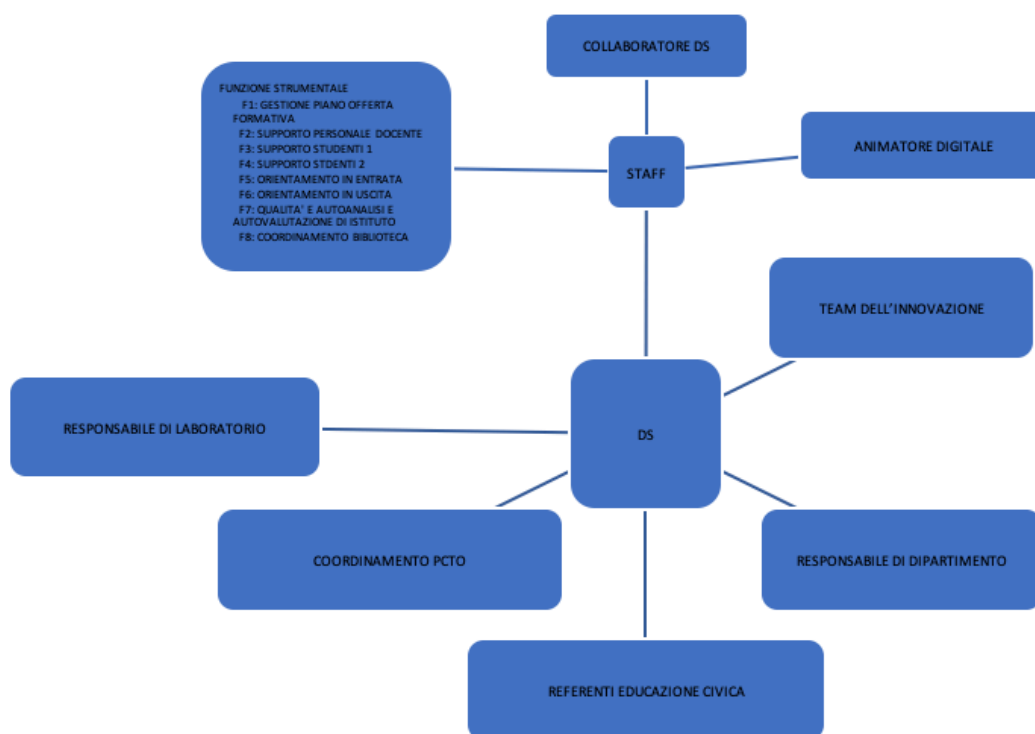 COLLABORATORE DS
FUNZIONE STRUMENTALE
F1: GESTIONE PIANO OFFERTA
FORMATIVA
F2: SUPPORTO PERSONALE DOCENTE
F3: SUPPORTO STUDENTI 1
F4: SUPPORTO STDENTI 2
F5: ORIENTAMENTO IN ENTRATA
F6: ORIENTAMENTO IN USCITA
F7: QUALITA' E AUTOANALISI E
AUTOVALUTAZIONE DI ISTITUTO
F8: COORDINAMENTO BIBLIOTECA
STAFF
ANIMATORE DIGITALE
TEAM DELL'INNOVAZIONE
RESPONSABILE DI LABORATORIO
DS
COORDINAMENTO PCTO
RESPONSABILE DI DIPARTIMENTO
REFERENTI EDUCAZIONE CIVICA